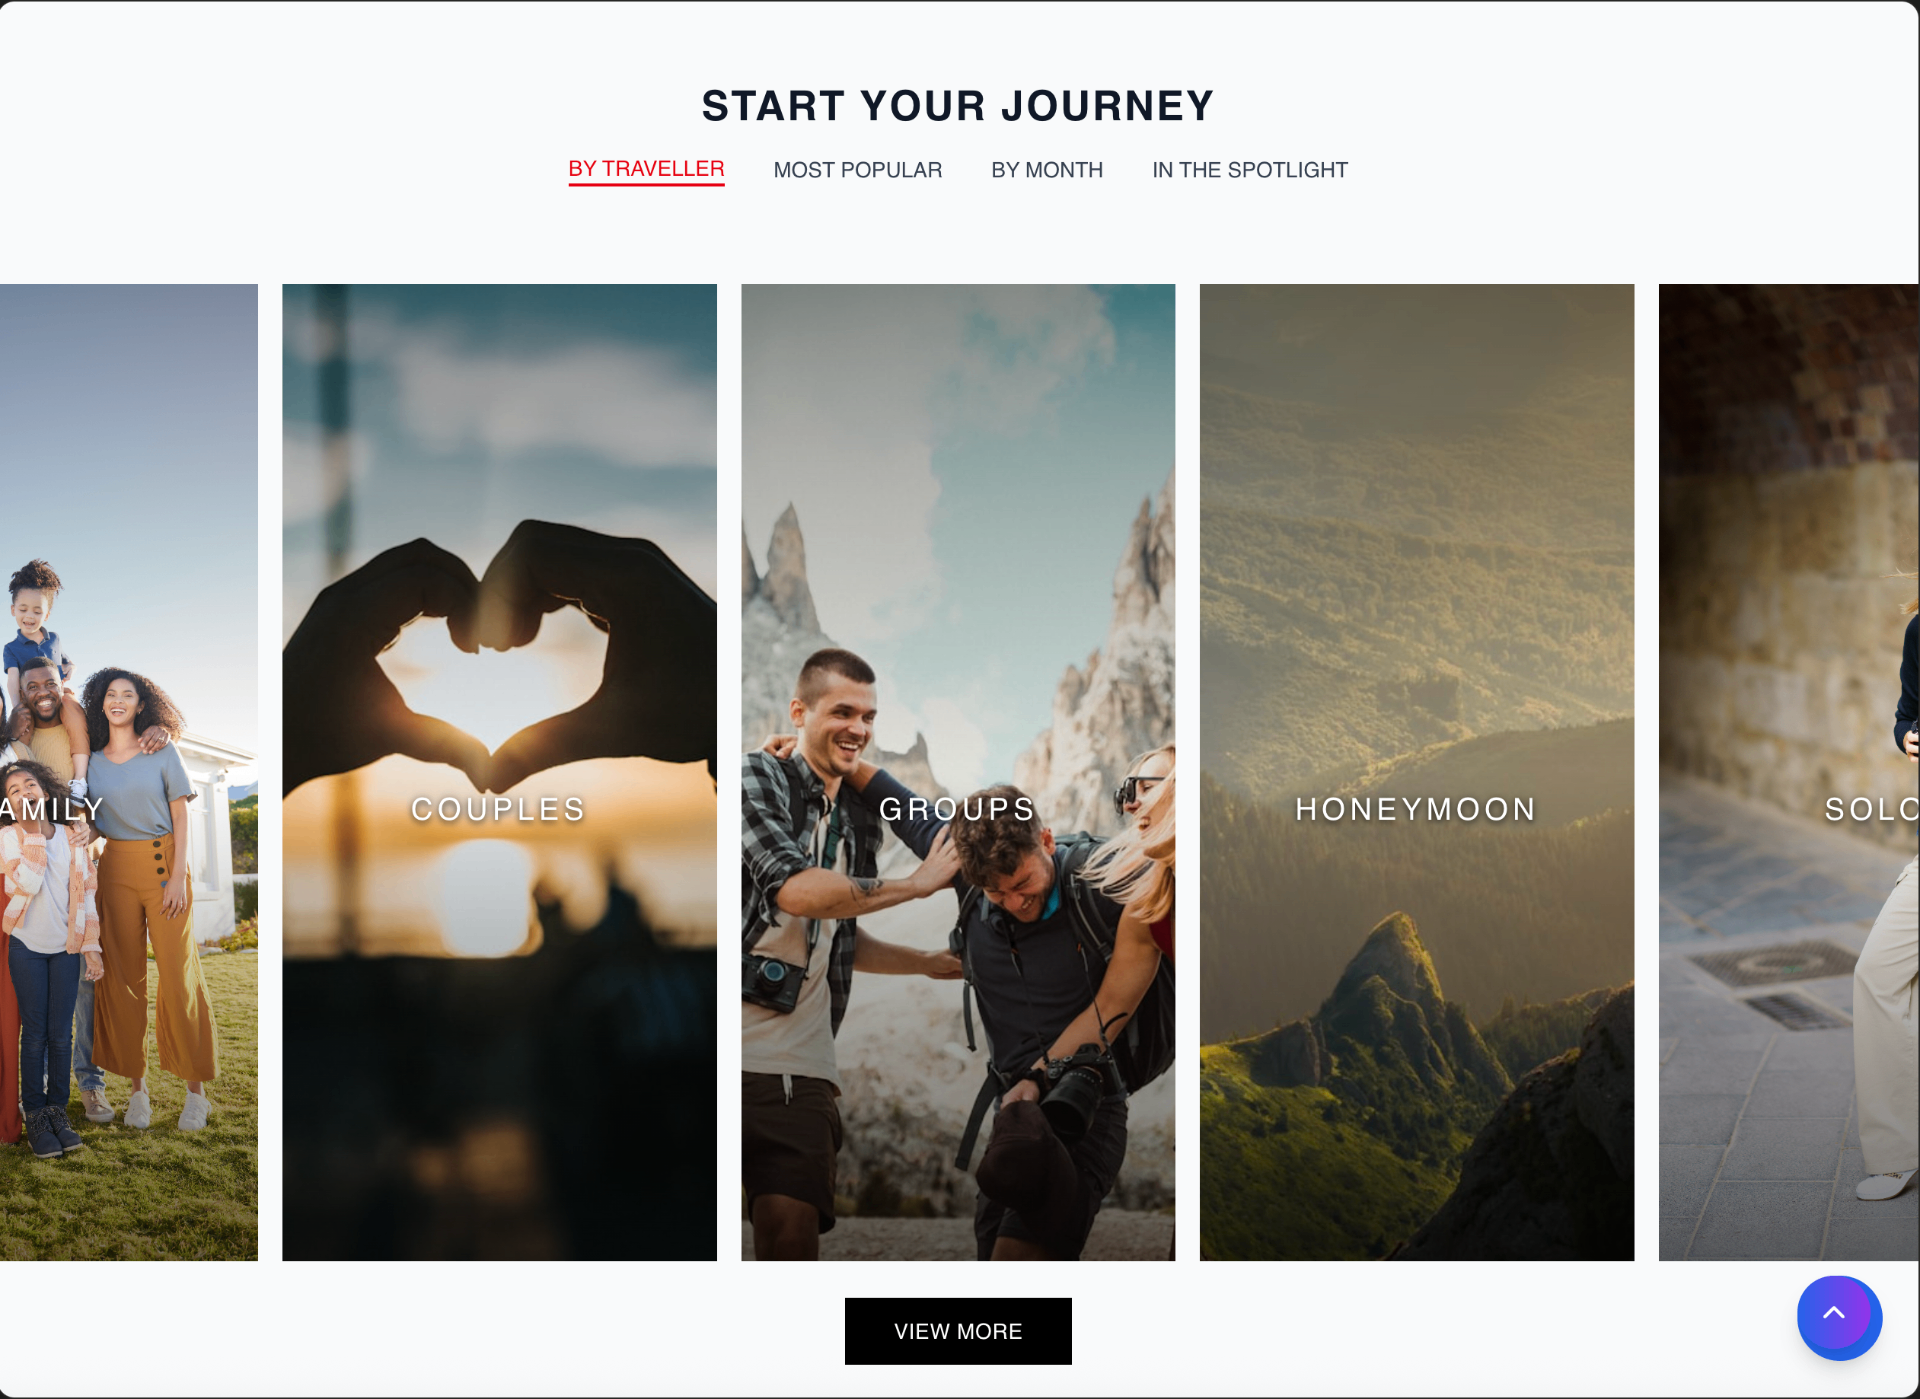 START YOUR JOURNEY
BY TRAVELLER MOST POPULAR BY MONTH IN THE SPOTLIGHT
AMILY COUPLES GROUPS HONEYMOON SOLO
VIEW MORE